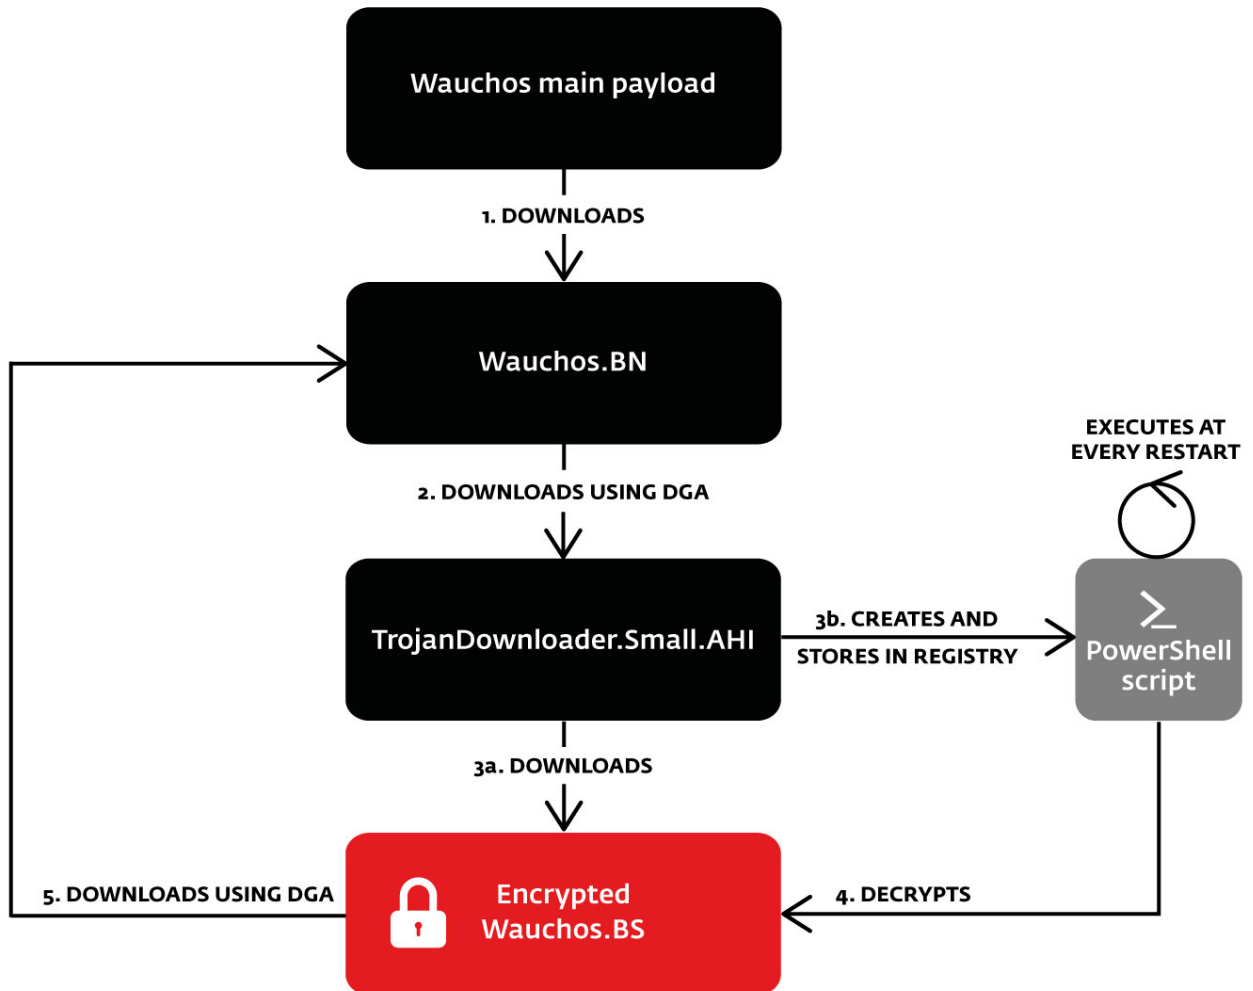 Wauchos main payload
1. DOWNLOADS
Wauchos.BN
2. DOWNLOADS USING DGA
EXECUTES AT
EVERY RESTART
TrojanDownloader.Small.AHI
3b. CREATES AND
STORES IN REGISTRY
PowerShell
script
3a. DOWNLOADS
Encrypted
Wauchos.BS
4. DECRYPTS
5. DOWNLOADS USING DGA